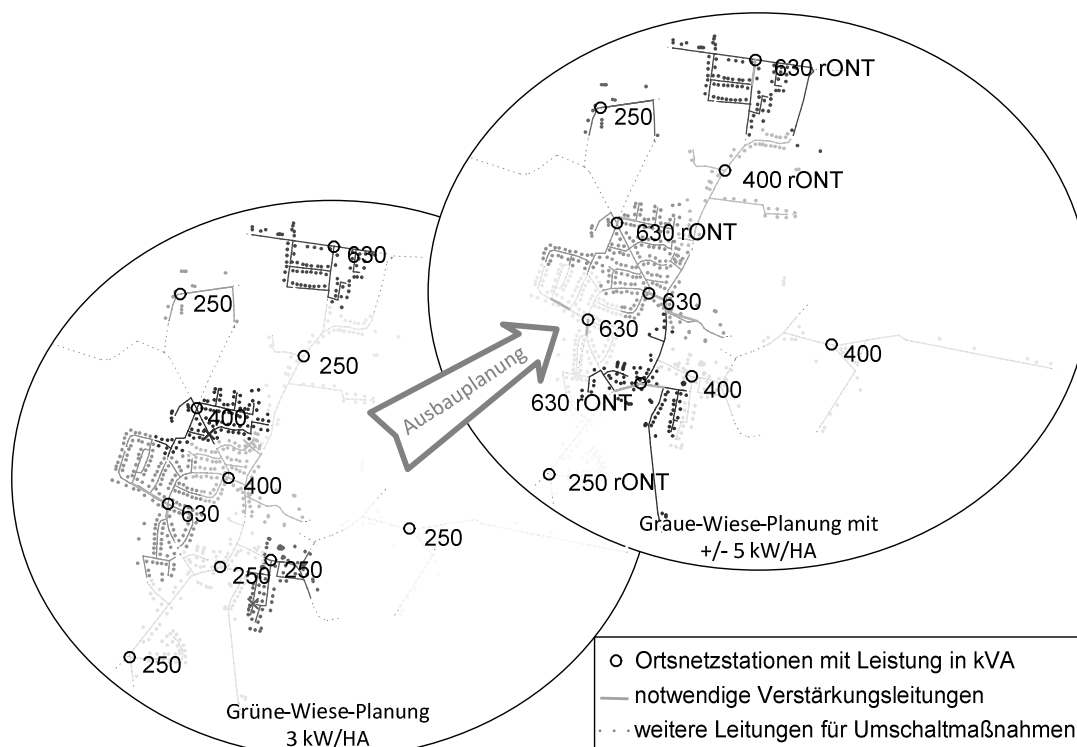 630 rONT
250
400 rONT
630 rONT
630
630
400
400
630 rONT
250 rONT
Graue-Wiese-Planung mit
+/- 5 kW/HA
Ausbauplanung
630
250
250
400
400
630
250
250
250
250
Grüne-Wiese-Planung
3 kW/HA
Ortsnetzstationen mit Leistung in kVA
notwendige Verstärkungsleitungen
weitere Leitungen für Umschaltmaßnahmen